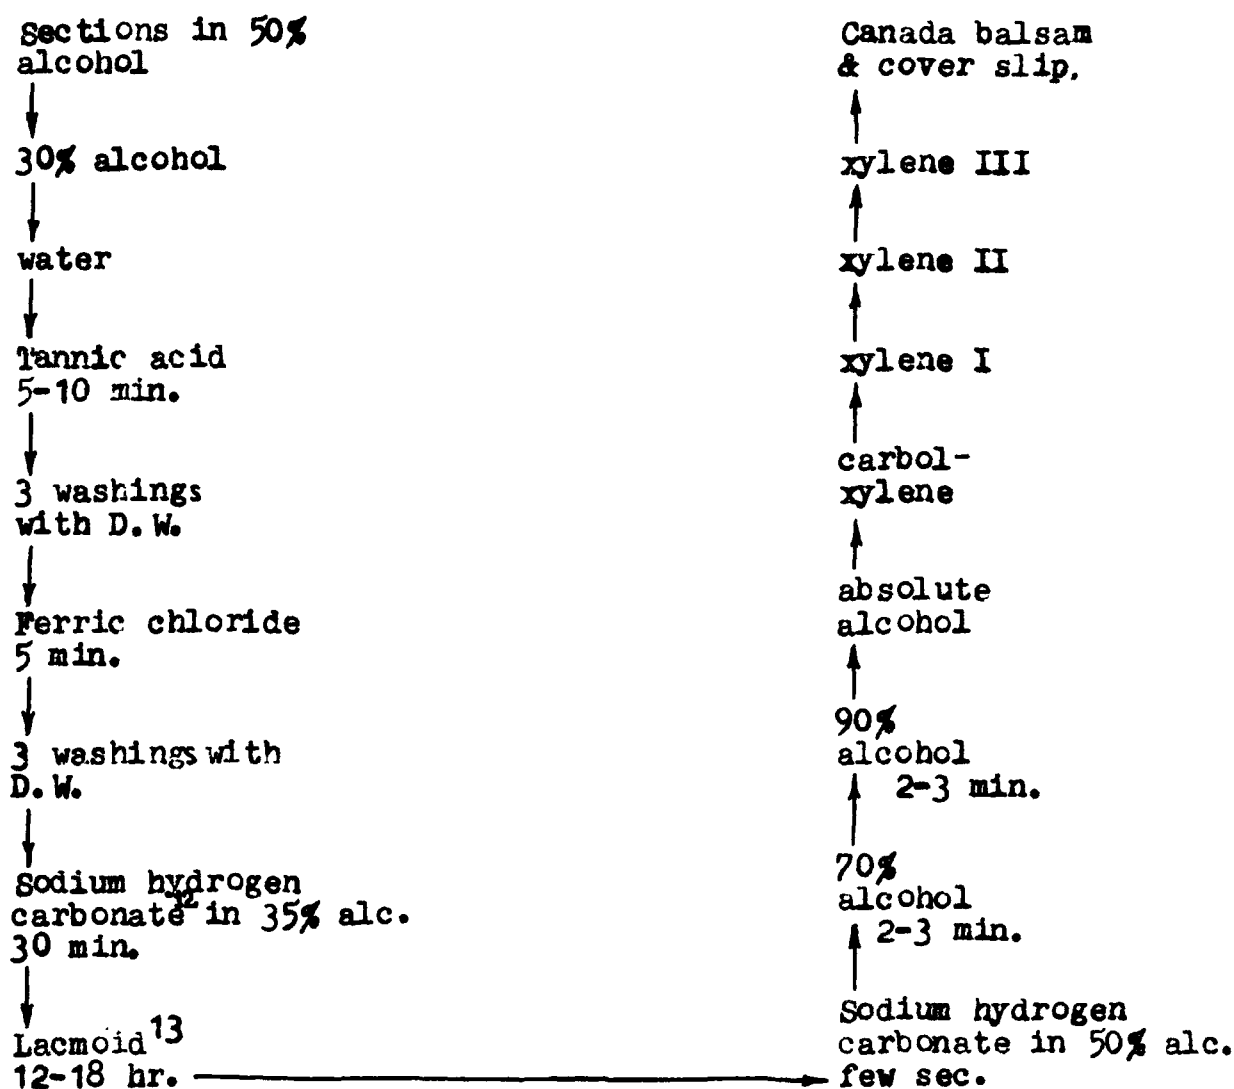 Sections in 50%
alcohol
30% alcohol
water
Tannic acid
5-10 min.
3 washings
with D.W.
Ferric chloride
5 min.
3 washings with
D.W.
Sodium hydrogen
carbonate12 in 35% alc.
30 min.
Lacmoid13
12-18 hr.
Sodium hydrogen
carbonate in 50% alc.
few sec.
70%
alcohol
2-3 min.
90%
alcohol
2-3 min.
absolute
alcohol
carbol-
xylene
xylene I
xylene II
xylene III
Canada balsam
& cover slip.